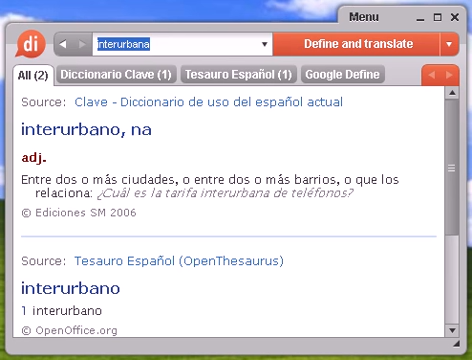 Menu
di
interurbana
Define and translate
All (2)
Diccionario Clave (1)
Tesauro Español (1)
Google Define
Source: Clave - Diccionario de uso del español actual
interurbano, na
adj.
Entre dos o más ciudades, o entre dos o más barrios, o que los
relaciona: ¿Cuál es la tarifa interurbana de teléfonos?
© Ediciones SM 2006
Source: Tesauro Español (OpenThesaurus)
interurbano
1 interurbano
© OpenOffice.org